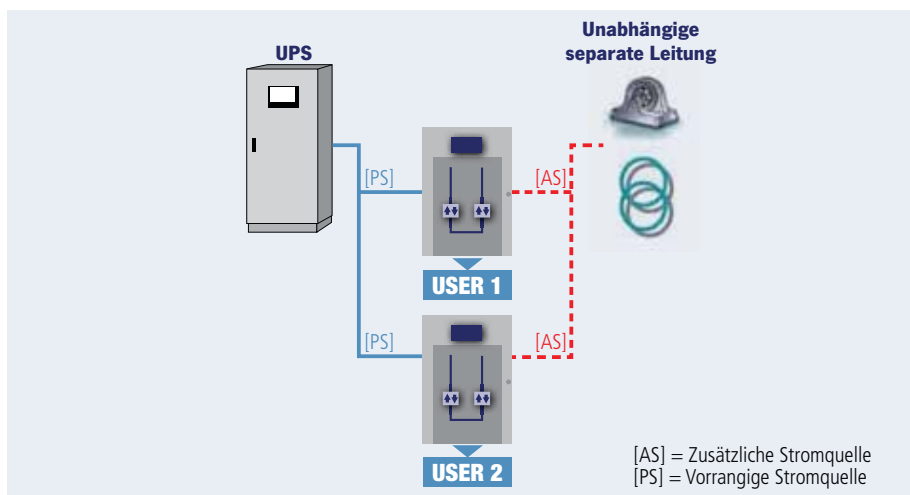 UPS
Unabhängige
separate Leitung
[PS]
[AS]
USER 1
[PS]
[AS]
USER 2
[AS] = Zusätzliche Stromquelle
[PS] = Vorrangige Stromquelle